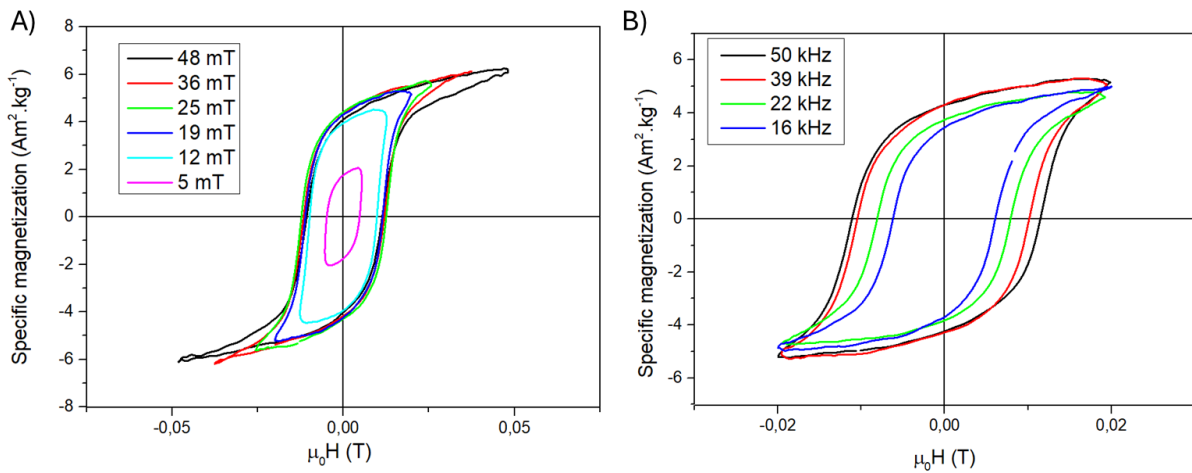 A)
Specific magnetization (Am².kg⁻¹)
8
6
4
2
0
-2
-4
-6
-8
48 mT
36 mT
25 mT
19 mT
12 mT
5 mT
-0,05
0,00
0,05
μ₀H (T)
B)
Specific magnetization (Am².kg⁻¹)
6
4
2
0
-2
-4
-6
50 kHz
39 kHz
22 kHz
16 kHz
-0,02
0,00
0,02
μ₀H (T)